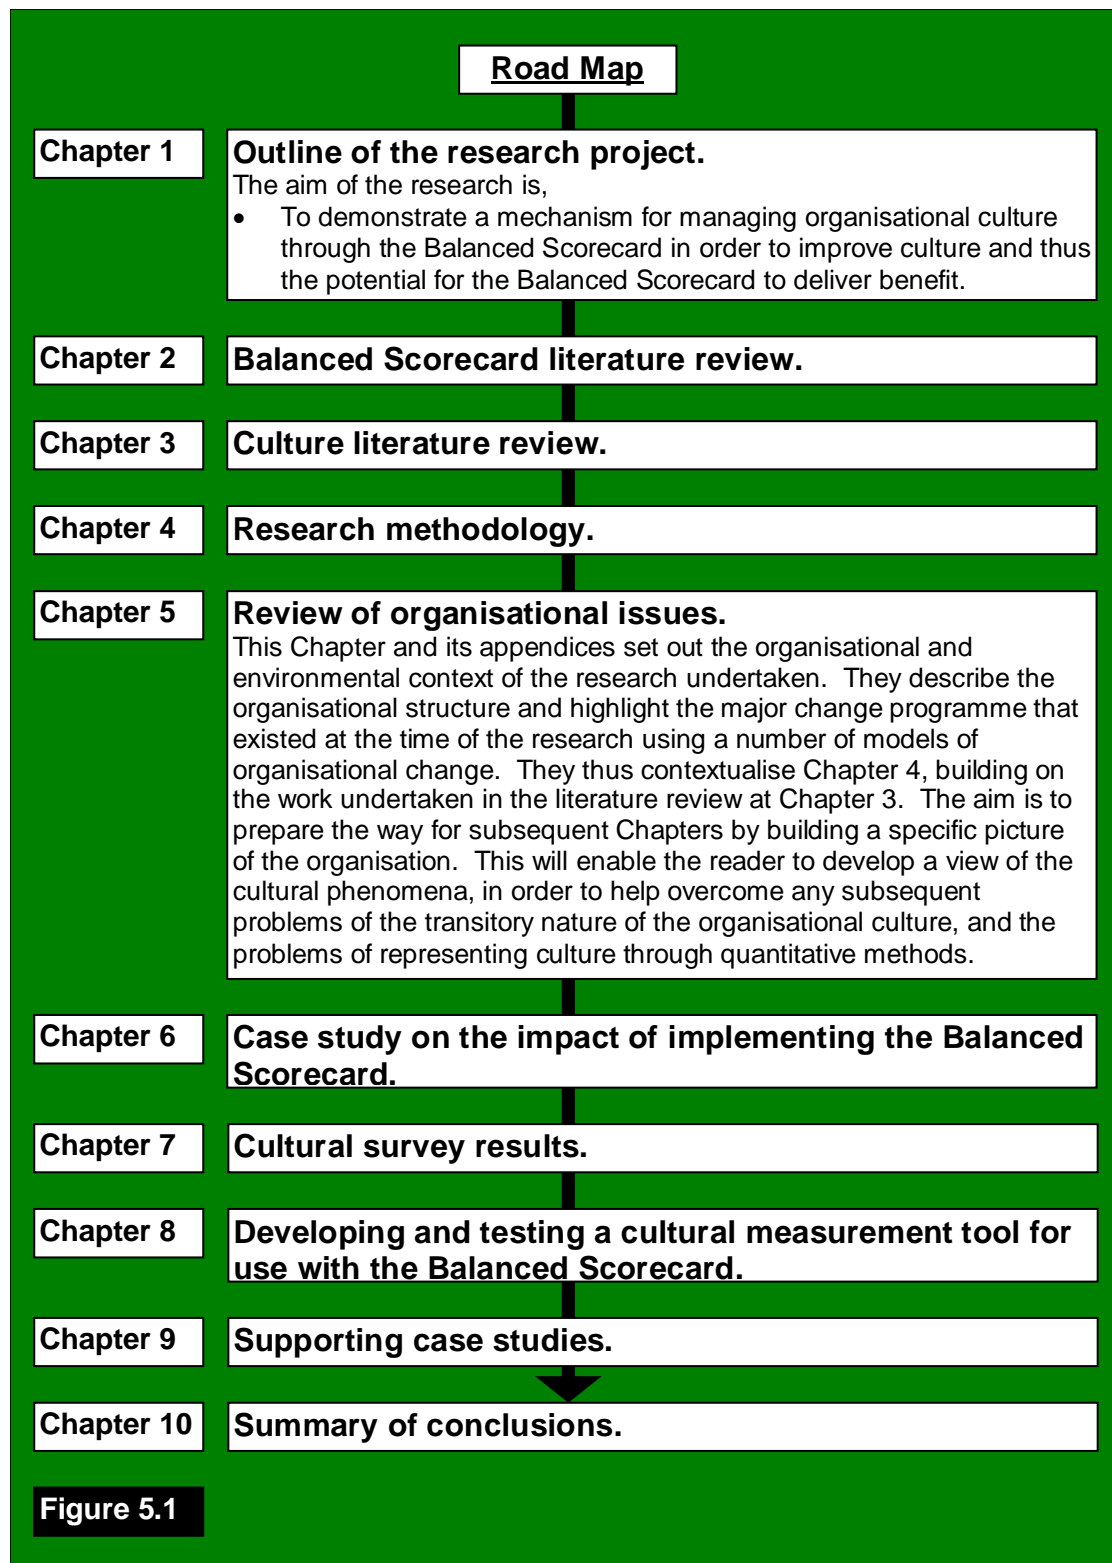 Road Map
Chapter 1
Outline of the research project.
The aim of the research is,
• To demonstrate a mechanism for managing organisational culture
through the Balanced Scorecard in order to improve culture and thus
the potential for the Balanced Scorecard to deliver benefit.
Chapter 2
Balanced Scorecard literature review.
Chapter 3
Culture literature review.
Chapter 4
Research methodology.
Chapter 5
Review of organisational issues.
This Chapter and its appendices set out the organisational and
environmental context of the research undertaken. They describe the
organisational structure and highlight the major change programme that
existed at the time of the research using a number of models of
organisational change. They thus contextualise Chapter 4, building on
the work undertaken in the literature review at Chapter 3. The aim is to
prepare the way for subsequent Chapters by building a specific picture
of the organisation. This will enable the reader to develop a view of the
cultural phenomena, in order to help overcome any subsequent
problems of the transitory nature of the organisational culture, and the
problems of representing culture through quantitative methods.
Chapter 6
Case study on the impact of implementing the Balanced
Scorecard.
Chapter 7
Cultural survey results.
Chapter 8
Developing and testing a cultural measurement tool for
use with the Balanced Scorecard.
Chapter 9
Supporting case studies.
Chapter 10
Summary of conclusions.
Figure 5.1